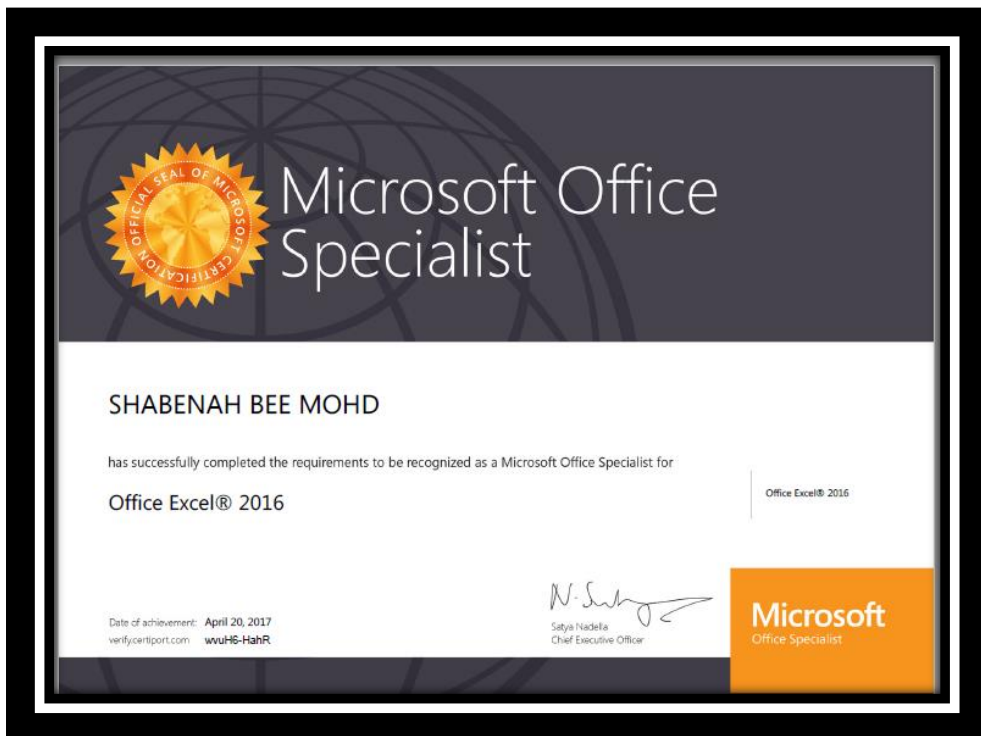 OFFICIAL SEAL OF MICROSOFT CERTIFICATION
Microsoft Office
Specialist
SHABENAH BEE MOHD
has successfully completed the requirements to be recognized as a Microsoft Office Specialist for
Office Excel® 2016
Office Excel® 2016
Date of achievement: April 20, 2017
verify.certiport.com wvuH6-HahR
N. Satya
Satya Nadella
Chief Executive Officer
Microsoft
Office Specialist